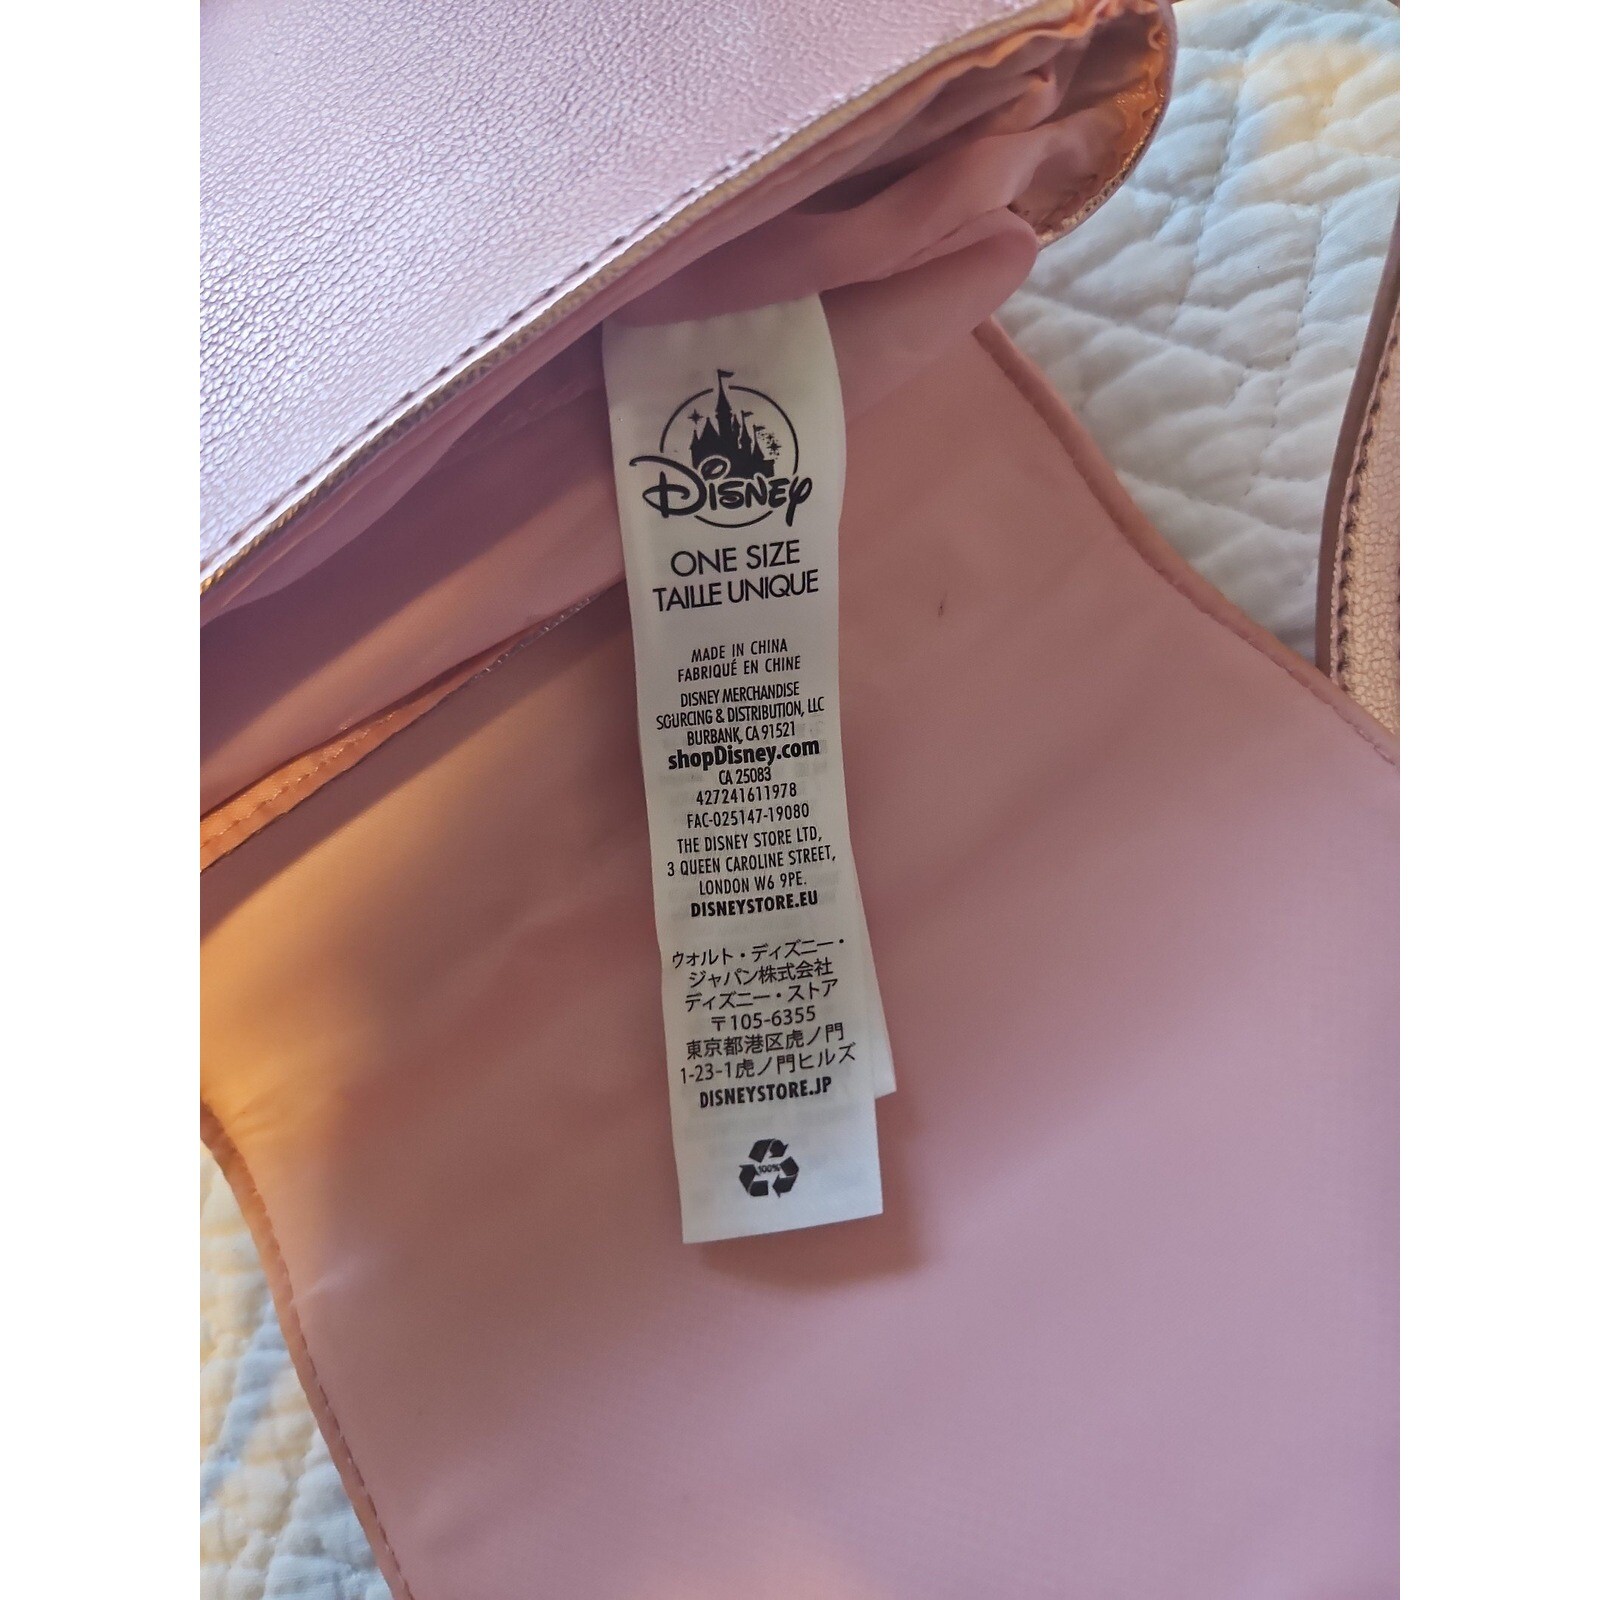 Disney
ONE SIZE
TAILLE UNIQUE
MADE IN CHINA
FABRIQUÉ EN CHINE
DISNEY MERCHANDISE
SOURCING & DISTRIBUTION, LLC
BURBANK, CA 91521
shopDisney.com
CA 25083
427241611978
FAC-025147-19080
THE DISNEY STORE LTD,
3 QUEEN CAROLINE STREET,
LONDON W6 9PE.
DISNEYSTORE.EU
ウォルト・ディズニー・
ジャパン株式会社
ディズニー・ストア
〒105-6355
東京都港区虎ノ門
1-23-1虎ノ門ヒルズ
DISNEYSTORE.JP
100%